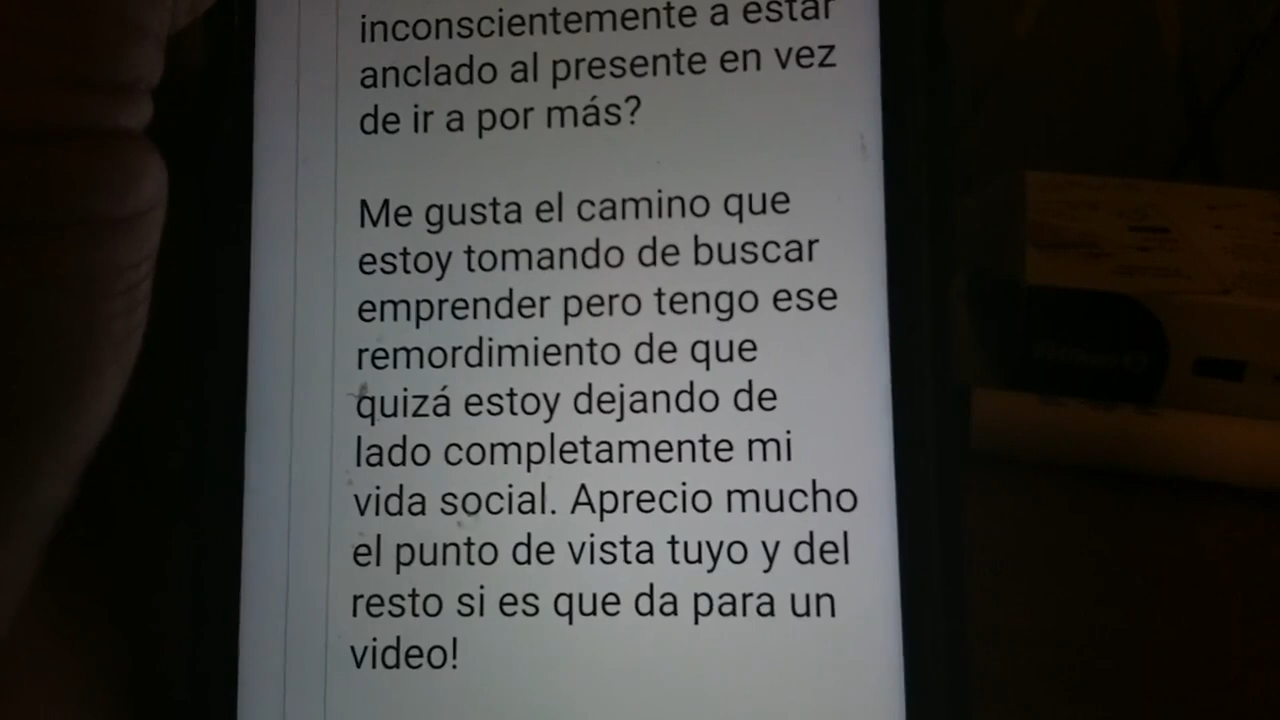 inconscientemente a estar
anclado al presente en vez
de ir a por más?
Me gusta el camino que
estoy tomando de buscar
emprender pero tengo ese
remordimiento de que
quizá estoy dejando de
lado completamente mi
vida social. Aprecio mucho
el punto de vista tuyo y del
resto si es que da para un
video!